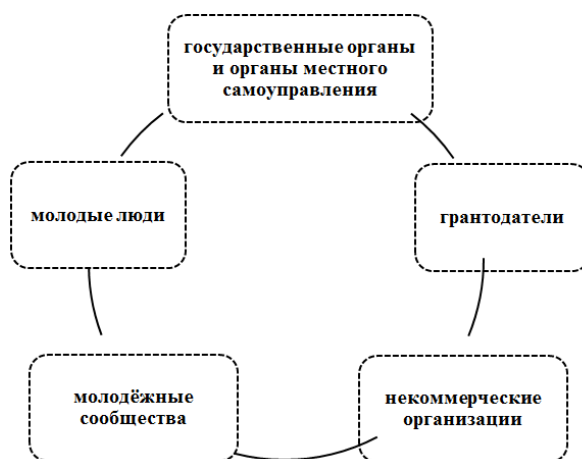 государственные органы
и органы местного
самоуправления
молодые люди
грантодатели
молодёжные
сообщества
некоммерческие
организации